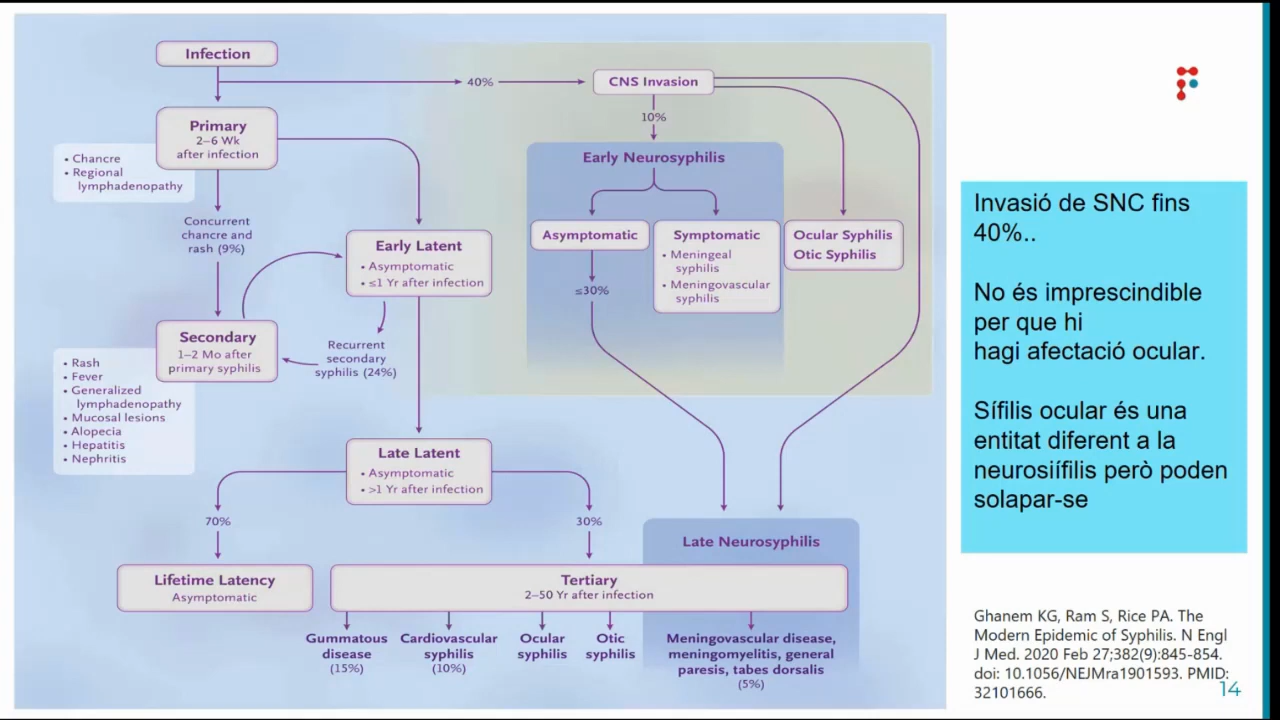 Infection
40%
CNS Invasion
10%
Primary
2–6 Wk
after infection
• Chancre
• Regional
lymphadenopathy
Concurrent
chancre and
rash (9%)
Early Latent
• Asymptomatic
• ≤1 Yr after infection
Secondary
1–2 Mo after
primary syphilis
Recurrent
secondary
syphilis (24%)
• Rash
• Fever
• Generalized
lymphadenopathy
• Mucosal lesions
• Alopecia
• Hepatitis
• Nephritis
Early Neurosyphilis
Asymptomatic
≤30%
Symptomatic
• Meningeal
syphilis
• Meningovascular
syphilis
Ocular Syphilis
Otic Syphilis
Late Latent
• Asymptomatic
• >1 Yr after infection
70%
30%
Lifetime Latency
Asymptomatic
Late Neurosyphilis
Tertiary
2–50 Yr after infection
Gummatous
disease
(15%)
Cardiovascular
syphilis
(10%)
Ocular
syphilis
Otic
syphilis
Meningovascular disease,
meningomyelitis, general
paresis, tabes dorsalis
(5%)
Invasió de SNC fins
40%..
No és imprescindible
per que hi
hagi afectació ocular.
Sífilis ocular és una
entitat diferent a la
neurosiífilis però poden
solapar-se
Ghanem KG, Ram S, Rice PA. The
Modern Epidemic of Syphilis. N Engl
J Med. 2020 Feb 27;382(9):845-854.
doi: 10.1056/NEJMra1901593. PMID:
32101666.
14